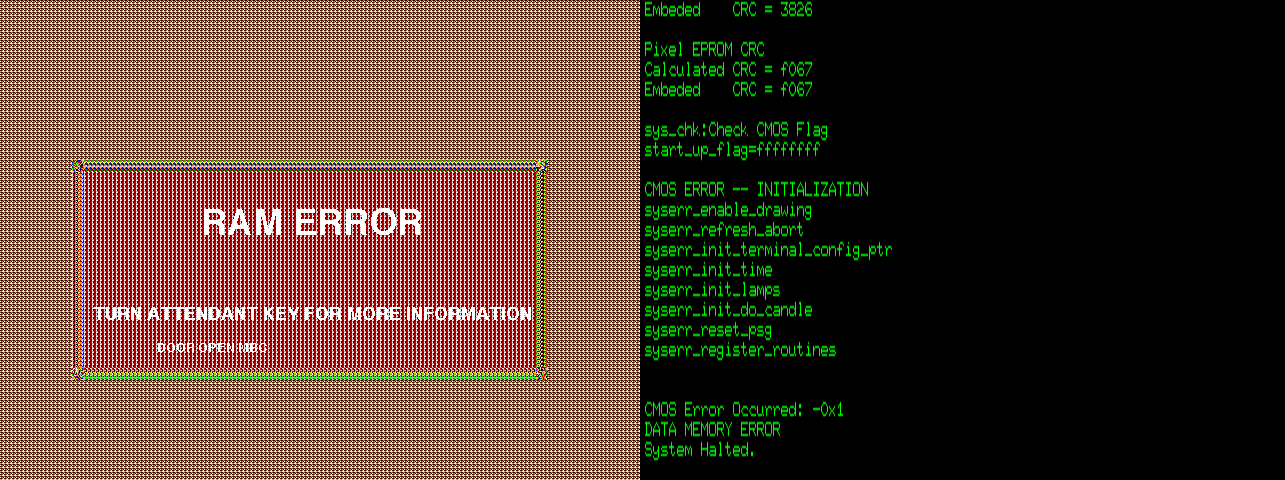 RAM ERROR
TURN ATTENDANT KEY FOR MORE INFORMATION
DOOR OPEN MBC
Embeded    CRC = 3826
Pixel EPROM CRC
Calculated CRC = f067
Embeded    CRC = f067
sys_chk:Check CMOS Flag
start_up_flag=ffffffff
CMOS ERROR -- INITIALIZATION
syserr_enable_drawing
syserr_refresh_abort
syserr_init_terminal_config_ptr
syserr_init_time
syserr_init_lamps
syserr_init_do_candle
syserr_reset_psg
syserr_register_routines
CMOS Error Occurred: -0x1
DATA MEMORY ERROR
System Halted.